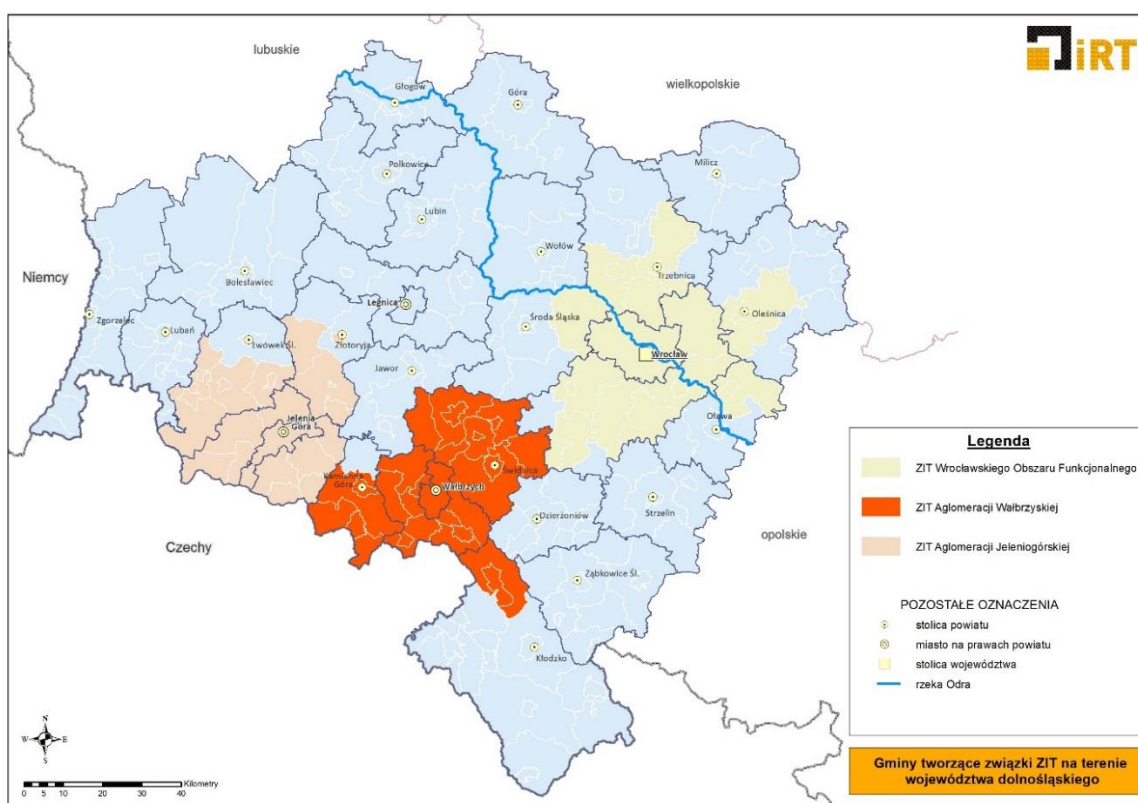 lubuskie
wielkopolskie
iRT
Głogów
Góra
Milicz
Polkowice
Lubin
Wołów
Trzebnica
Niemcy
Bolesławiec
Legnica
Oleśnica
Zgorzelec
Lubań
Lwówek Śl.
Złotoryja
Środa Śląska
Wrocław
Jawor
Jelenia
Góra
Oława
Świdnica
Kamienna
Góra
Wałbrzych
Dzierżoniów
Strzelin
Czechy
opolskie
Ząbkowice Śl.
Kłodzko
Legenda
ZIT Wrocławskiego Obszaru Funkcjonalnego
ZIT Aglomeracji Wałbrzyskiej
ZIT Aglomeracji Jeleniogórskiej
POZOSTAŁE OZNACZENIA
stolica powiatu
miasto na prawach powiatu
stolica województwa
rzeka Odra
N
W E
S
Kilometry
0 5 10 20 30 40
Gminy tworzące związki ZIT na terenie
województwa dolnośląskiego